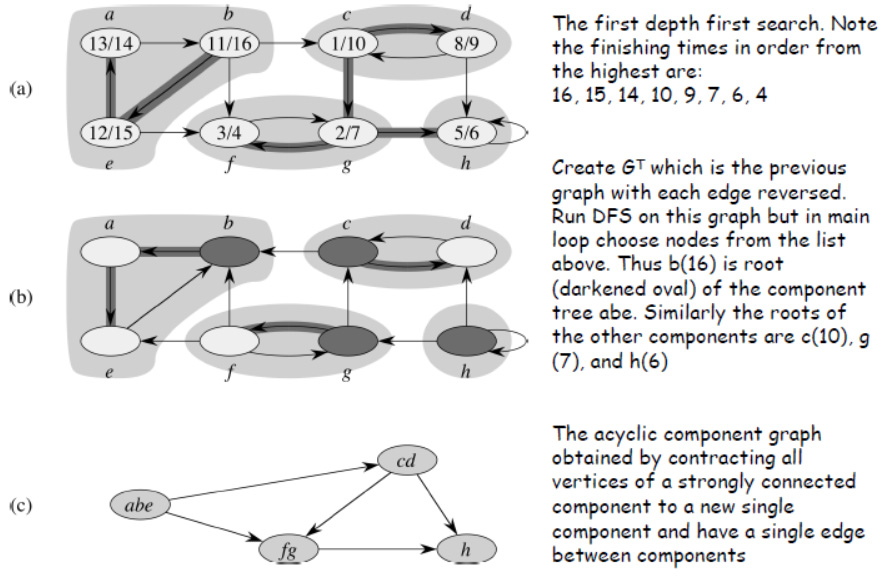 a b c d
(a) 13/14 11/16 1/10 8/9
12/15 3/4 2/7 5/6
e f g h
The first depth first search. Note
the finishing times in order from
the highest are:
16, 15, 14, 10, 9, 7, 6, 4
a b c d
(b)
e f g h
Create Gᵀ which is the previous
graph with each edge reversed.
Run DFS on this graph but in main
loop choose nodes from the list
above. Thus b(16) is root
(darkened oval) of the component
tree abe. Similarly the roots of
the other components are c(10), g
(7), and h(6)
cd
(c) abe
fg h
The acyclic component graph
obtained by contracting all
vertices of a strongly connected
component to a new single
component and have a single edge
between components